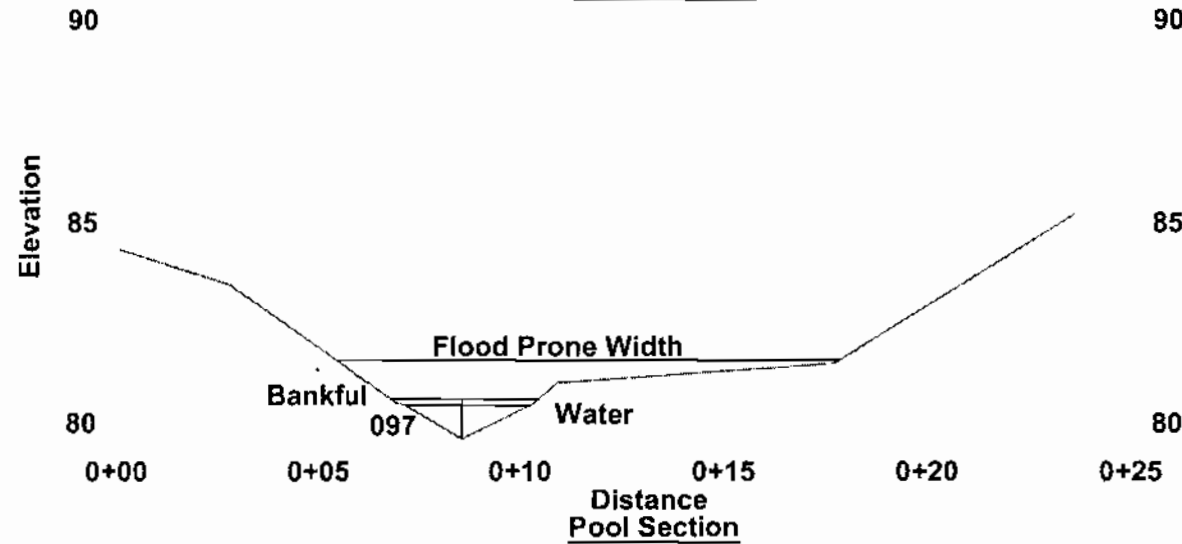 90 90
Elevation
85 85
Flood Prone Width
Bankful
Water
097
80 80
0+00 0+05 0+10 0+15 0+20 0+25
Distance
Pool Section